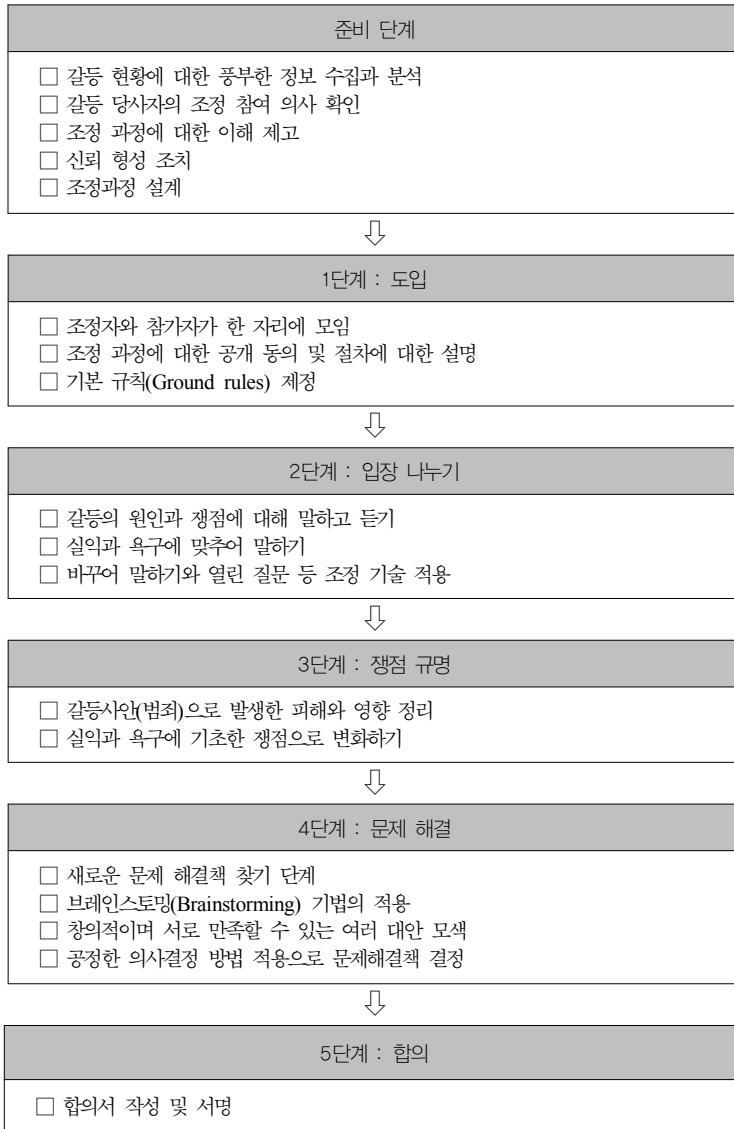 준비 단계
□ 갈등 현황에 대한 풍부한 정보 수집과 분석
□ 갈등 당사자의 조정 참여 의사 확인
□ 조정 과정에 대한 이해 제고
□ 신뢰 형성 조치
□ 조정과정 설계
⇩
1단계 : 도입
□ 조정자와 참가자가 한 자리에 모임
□ 조정 과정에 대한 공개 동의 및 절차에 대한 설명
□ 기본 규칙(Ground rules) 제정
⇩
2단계 : 입장 나누기
□ 갈등의 원인과 쟁점에 대해 말하고 듣기
□ 실익과 욕구에 맞추어 말하기
□ 바꾸어 말하기와 열린 질문 등 조정 기술 적용
⇩
3단계 : 쟁점 규명
□ 갈등사안(범죄)으로 발생한 피해와 영향 정리
□ 실익과 욕구에 기초한 쟁점으로 변화하기
⇩
4단계 : 문제 해결
□ 새로운 문제 해결책 찾기 단계
□ 브레인스토밍(Brainstorming) 기법의 적용
□ 창의적이며 서로 만족할 수 있는 여러 대안 모색
□ 공정한 의사결정 방법 적용으로 문제해결책 결정
⇩
5단계 : 합의
□ 합의서 작성 및 서명